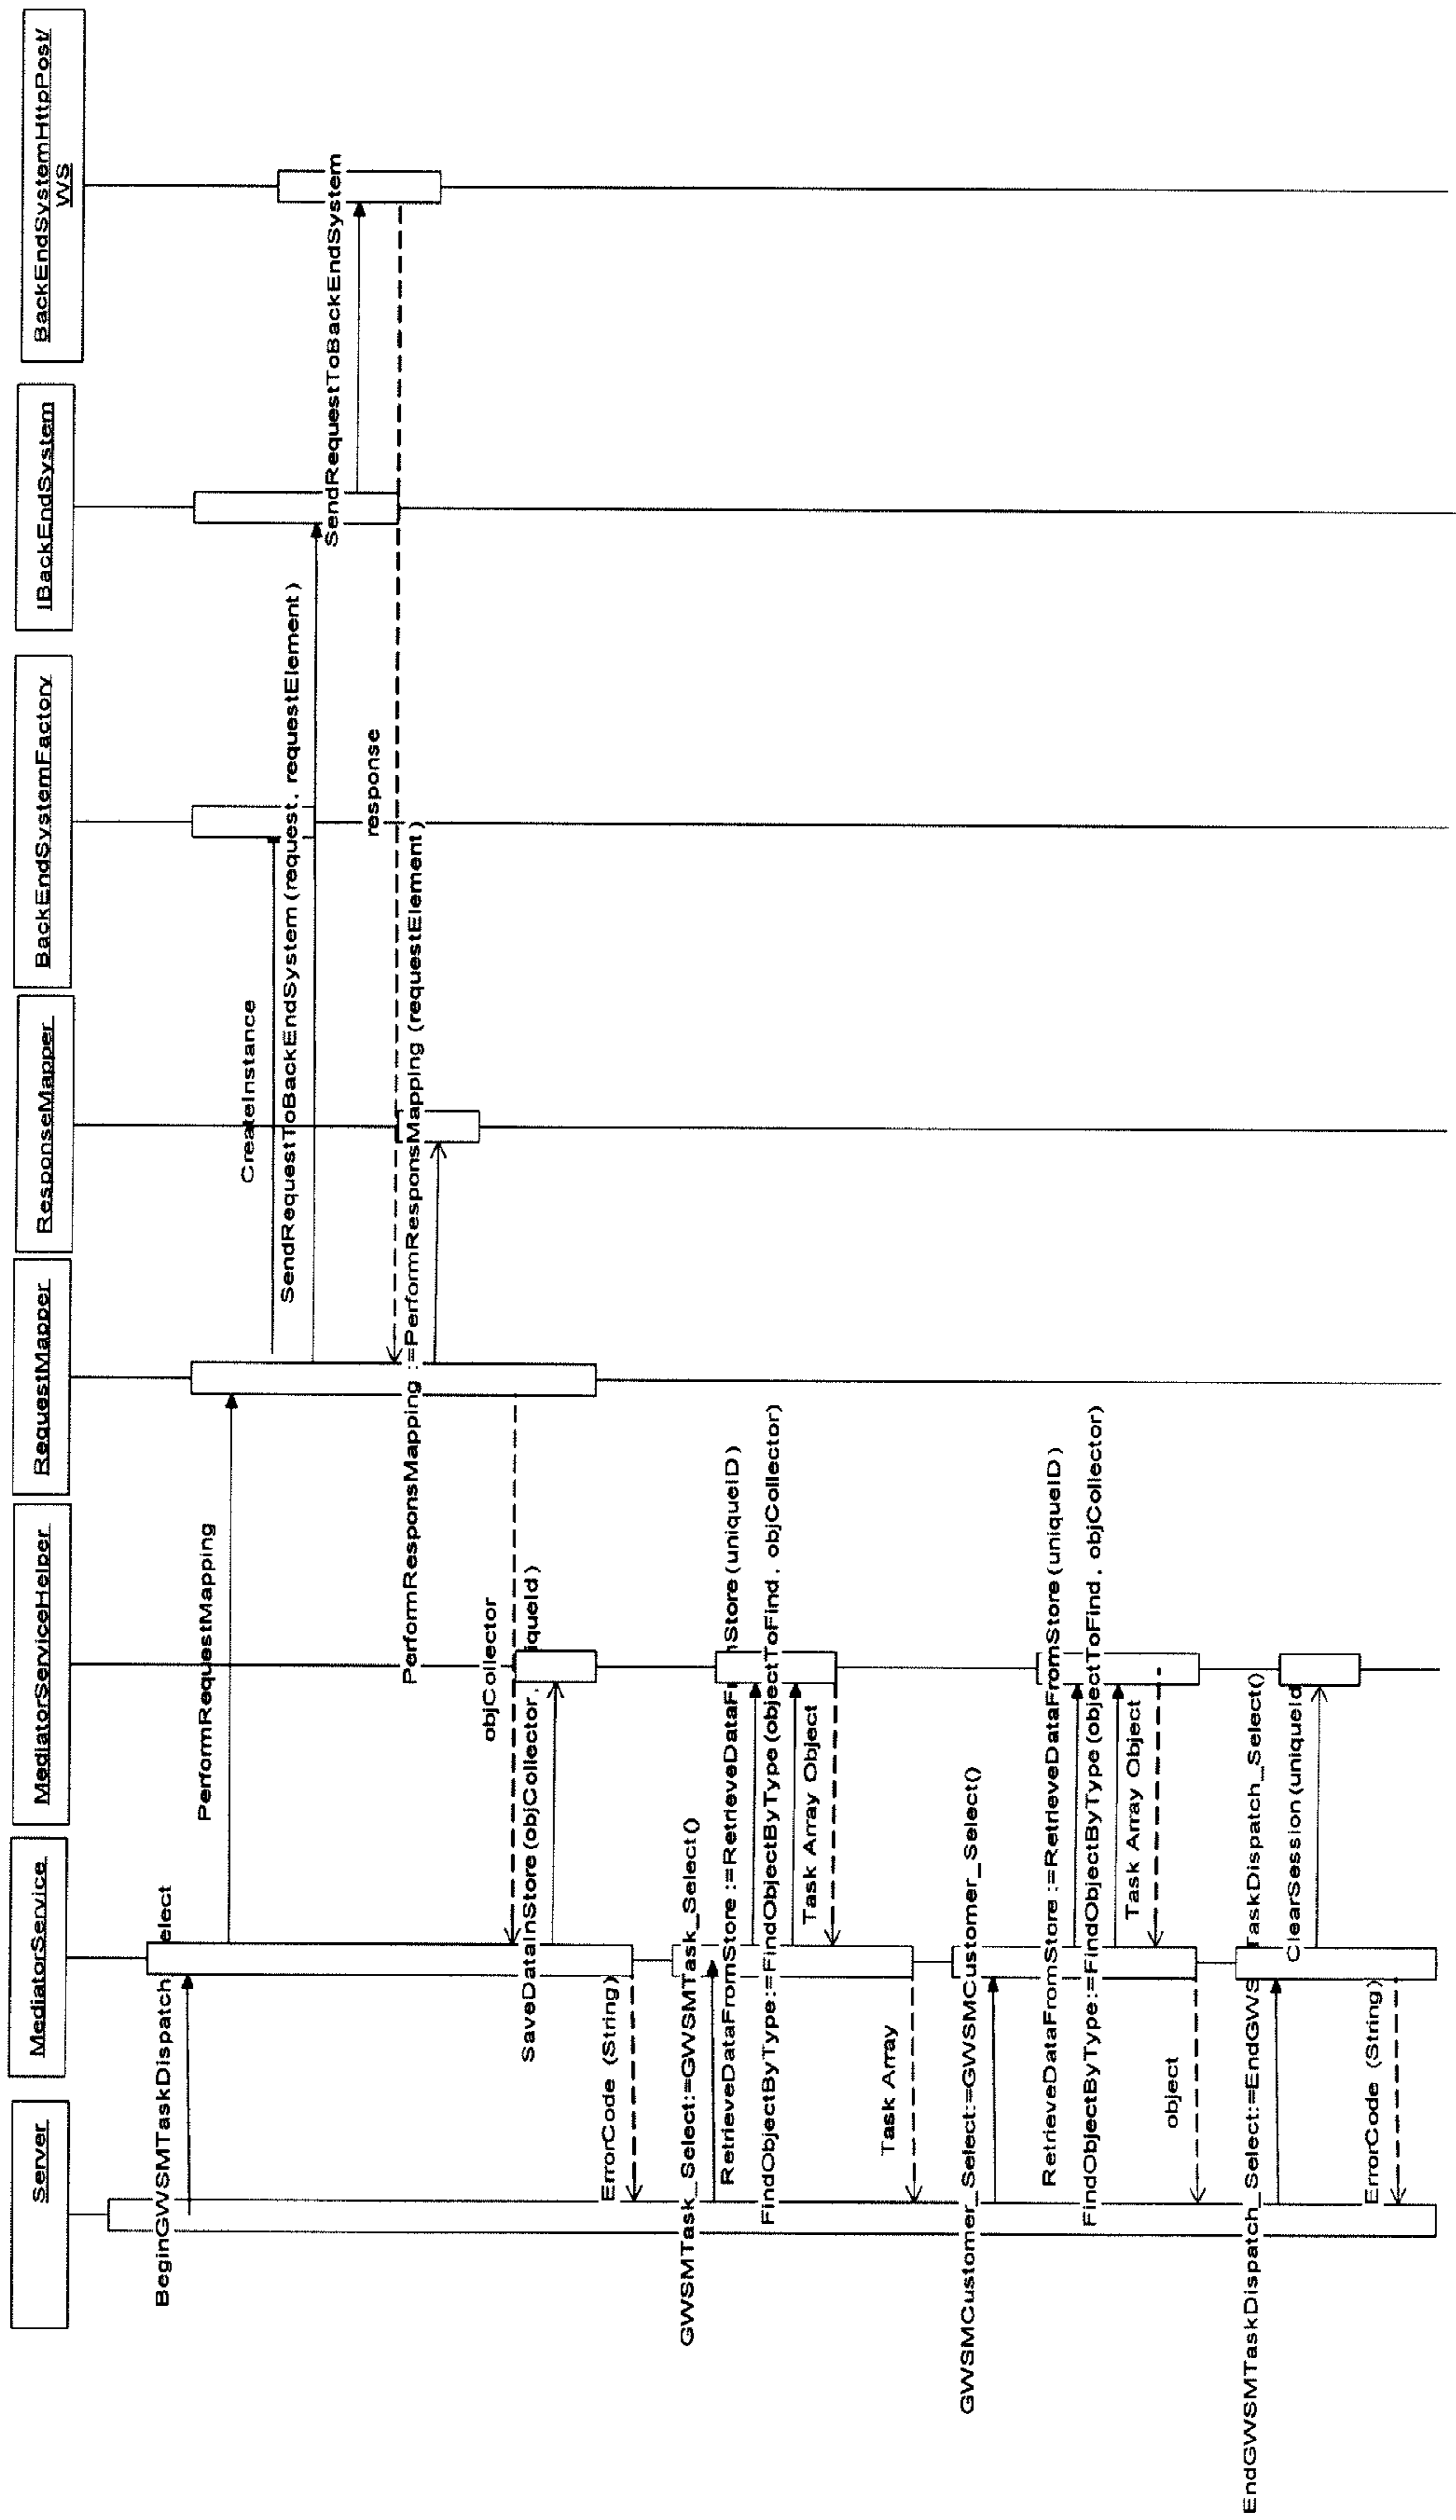 Server
MediatorService
MediatorServiceHelper
RequestMapper
ResponseMapper
BackEndSystemFactory
IBackEndSystem
BackEndSystemHttpPost/
WS
BeginGWSMTaskDispatch
elect
PerformRequestMapping
CreateInstance
SendRequestToBackEndSystem(request, requestElement)
SendRequestToBackEndSystem
response
PerformResponsMapping :=PerformResponsMapping (requestElement)
objCollector
SaveDataInStore(objCollector,
iqueId)
ErrorCode (String)
GWSMTask_Select:=GWSMTask_Select()
RetrieveDataFromStore :=RetrieveDataFr
nStore(uniqueID)
FindObjectByType:=FindObjectByType(objectToFind, objCollector)
Task Array Object
Task Array
GWSMCustomer_Select:=GWSMCustomer_Select()
RetrieveDataFromStore :=RetrieveDataFromStore(uniqueID)
FindObjectByType:=FindObjectByType(objectToFind, objCollector)
Task Array Object
object
EndGWSMTaskDispatch_Select:=EndGWS
TaskDispatch_Select()
ClearSession(uniqueId
ErrorCode (String)